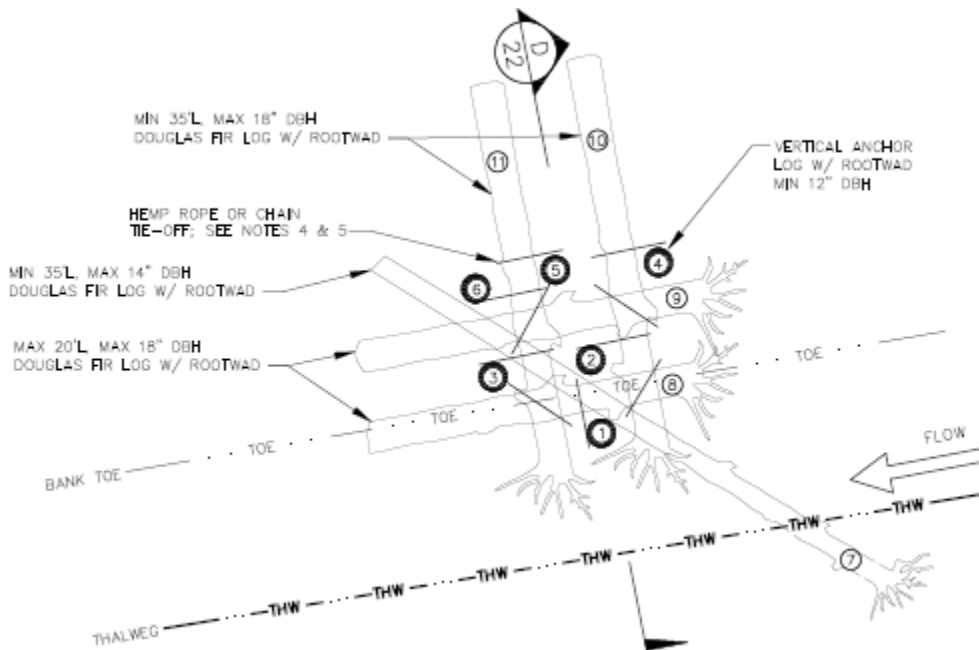 D
22
MIN 35'L, MAX 18" DBH
DOUGLAS FIR LOG W/ ROOTWAD
10
11
VERTICAL ANCHOR
LOG W/ ROOTWAD
MIN 12" DBH
HEMP ROPE OR CHAIN
TIE-OFF; SEE NOTES 4 & 5
5
4
MIN 35'L, MAX 14" DBH
DOUGLAS FIR LOG W/ ROOTWAD
6
9
MAX 20'L, MAX 18" DBH
DOUGLAS FIR LOG W/ ROOTWAD
3
2
8
1
BANK TOE
TOE
TOE
TOE
TOE
FLOW
THALWEG
THW
THW
THW
THW
THW
THW
THW
7